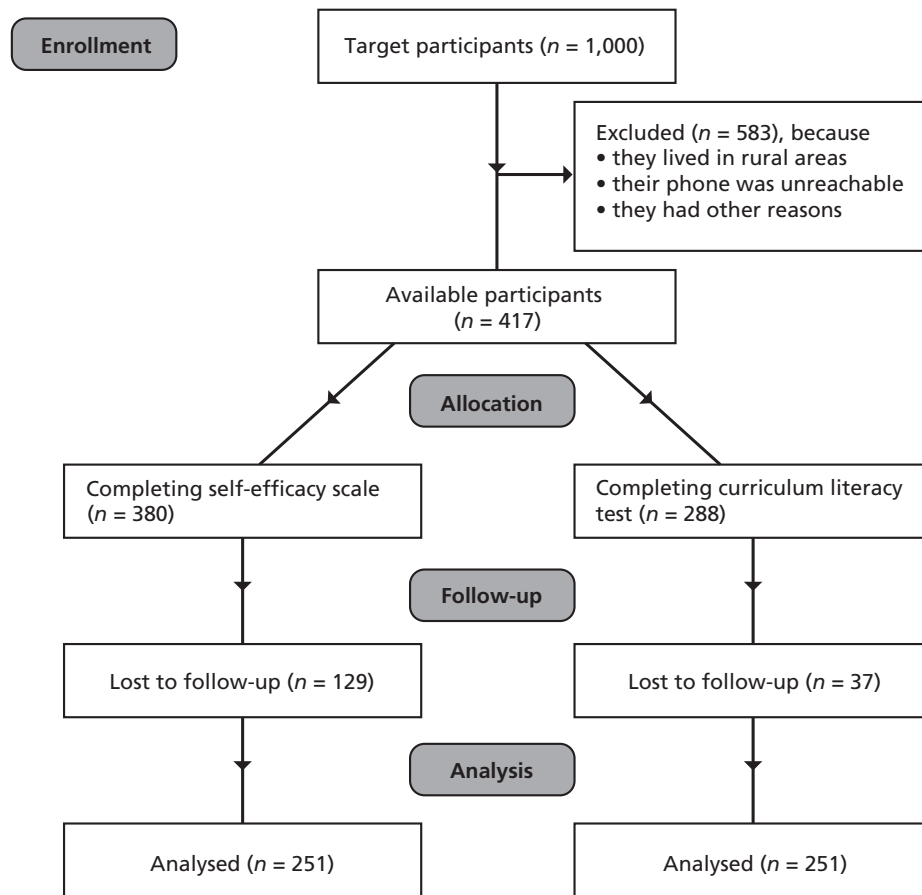 Enrollment
Target participants (n = 1,000)
Excluded (n = 583), because
• they lived in rural areas
• their phone was unreachable
• they had other reasons
Available participants
(n = 417)
Allocation
Completing self-efficacy scale
(n = 380)
Completing curriculum literacy
test (n = 288)
Follow-up
Lost to follow-up (n = 129)
Lost to follow-up (n = 37)
Analysis
Analysed (n = 251)
Analysed (n = 251)